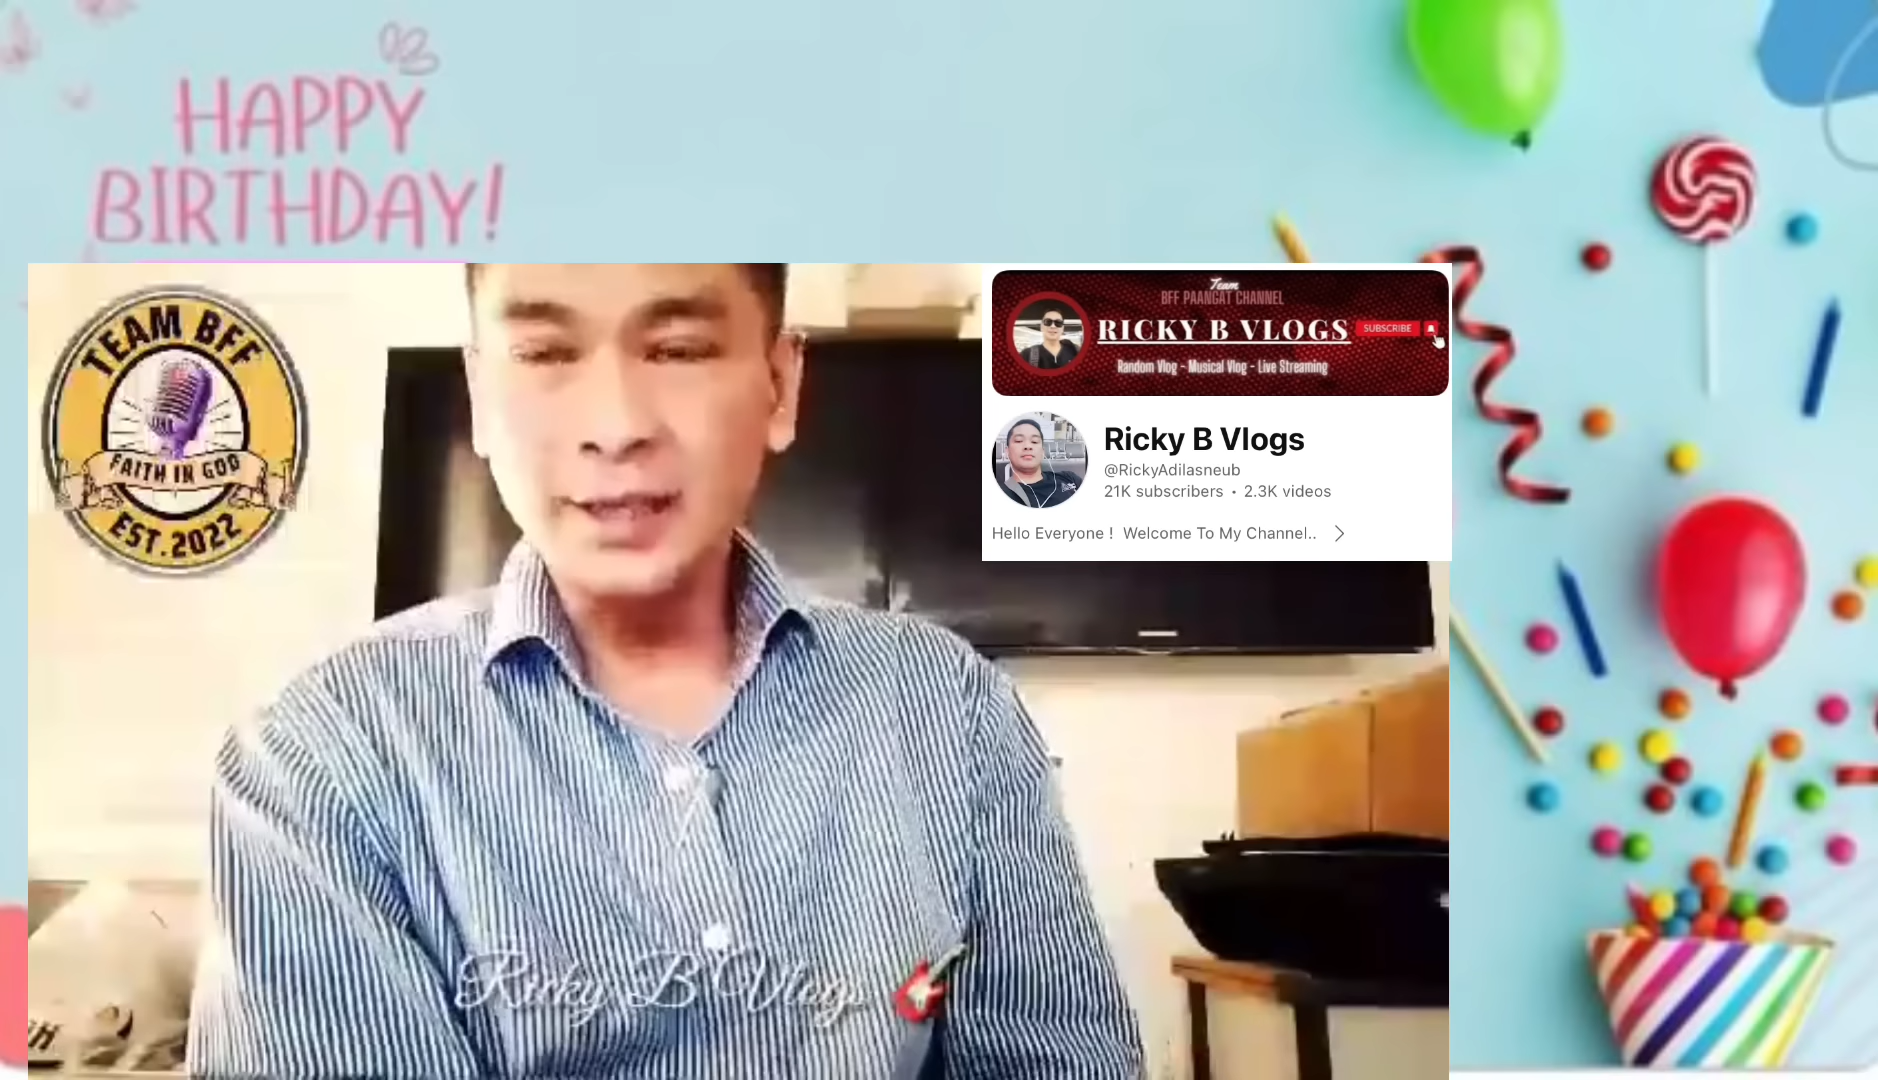 HAPPY
BIRTHDAY!
TEAM BFF
FAITH IN GOD
EST.2022
Team
BFF PAANGAT CHANNEL
RICKY B VLOGS
SUBSCRIBE
Random Vlog - Musical Vlog - Live Streaming
Ricky B Vlogs
@RickyAdilasneub
21K subscribers • 2.3K videos
Hello Everyone ! Welcome To My Channel..
Ricky B Vlogs